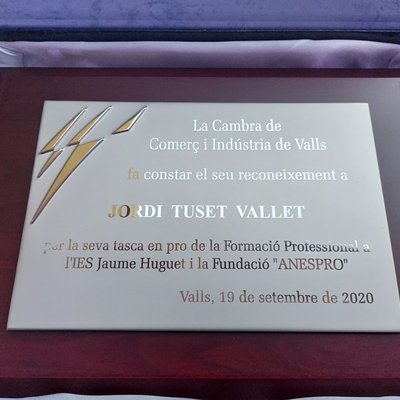 La Cambra de
Comerç i Indústria de Valls
fa constar el seu reconeixement a
JORDI TUSET VALLET
per la seva tasca en pro de la Formació Professional a
l'IES Jaume Huguet i la Fundació "ANESPRO"
Valls, 19 de setembre de 2020